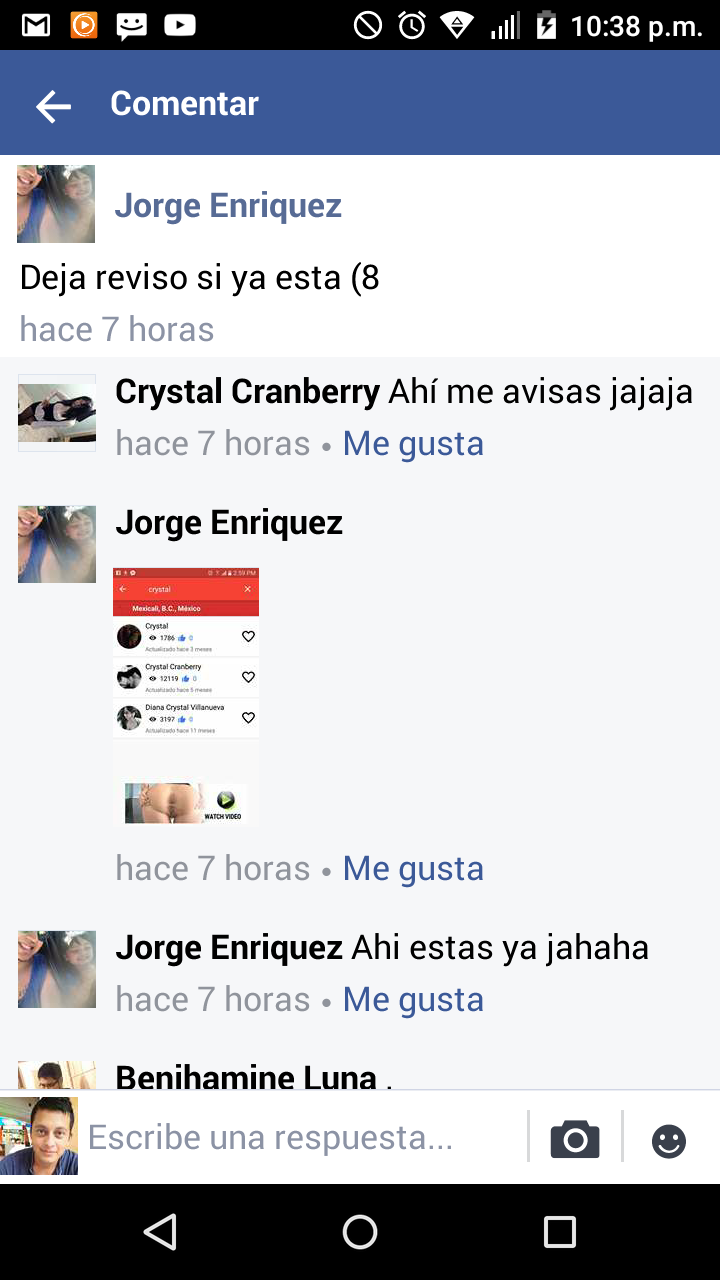 10:38 p.m.
Comentar
Jorge Enriquez
Deja reviso si ya esta (8
hace 7 horas
Crystal Cranberry Ahí me avisas jajaja
hace 7 horas • Me gusta
Jorge Enriquez
2:59 PM
crystal
Mexicali, B.C., México
Crystal
1786 0
Actualizado hace 3 meses
Crystal Cranberry
12119 0
Actualizado hace 5 meses
Diana Crystal Villanueva
3197 0
Actualizado hace 11 meses
WATCH VIDEO
hace 7 horas • Me gusta
Jorge Enriquez Ahi estas ya jahaha
hace 7 horas • Me gusta
Benihamine Luna .
Escribe una respuesta...